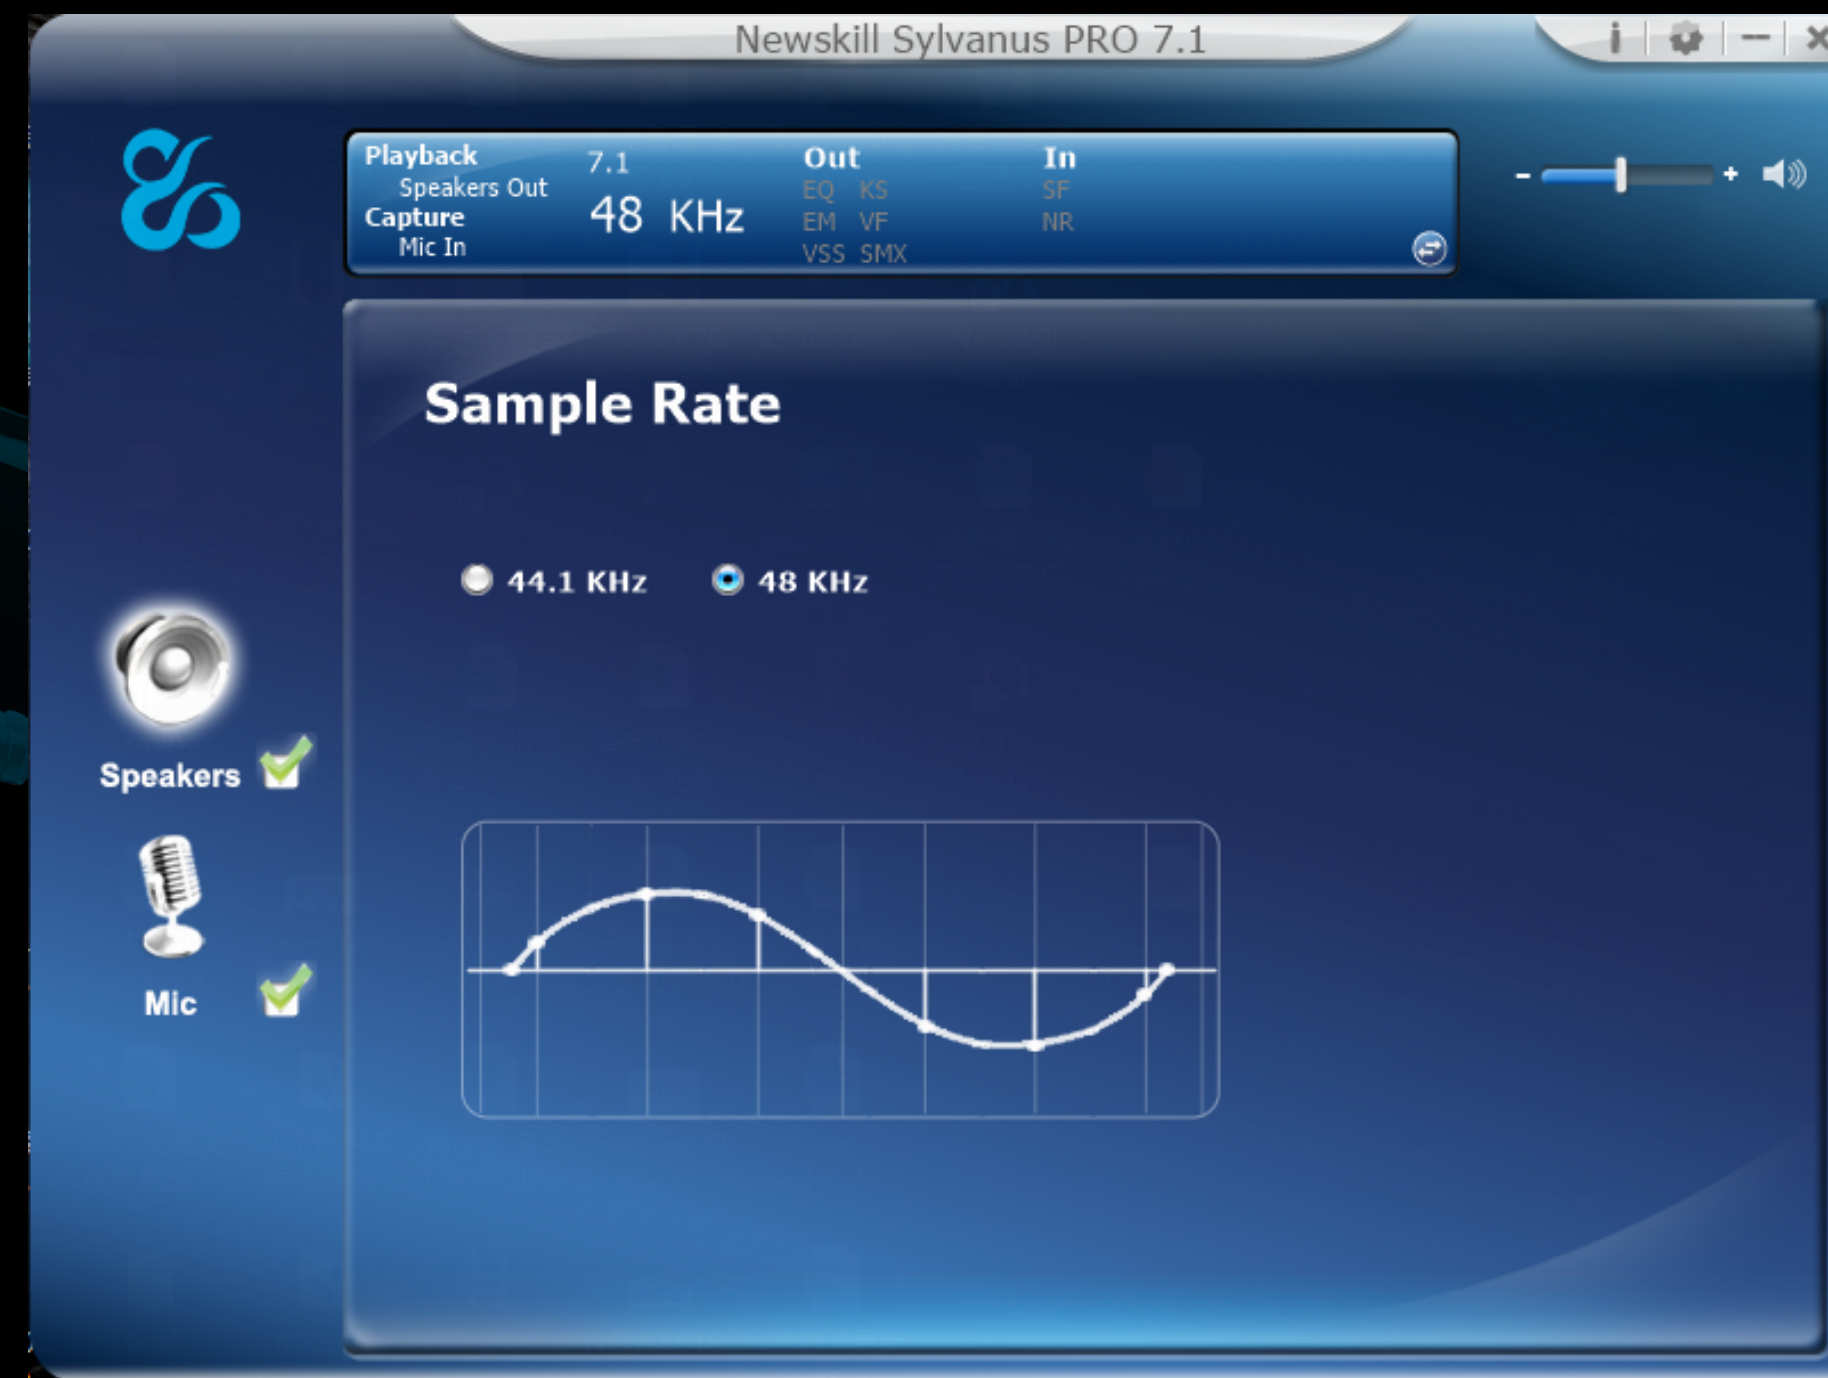 Newskill Sylvanus PRO 7.1
Playback 7.1 Out In
Speakers Out EQ KS SF
Capture 48 KHz EM VF NR
Mic In VSS SMX
Sample Rate
44.1 KHz 48 KHz
Speakers
Mic